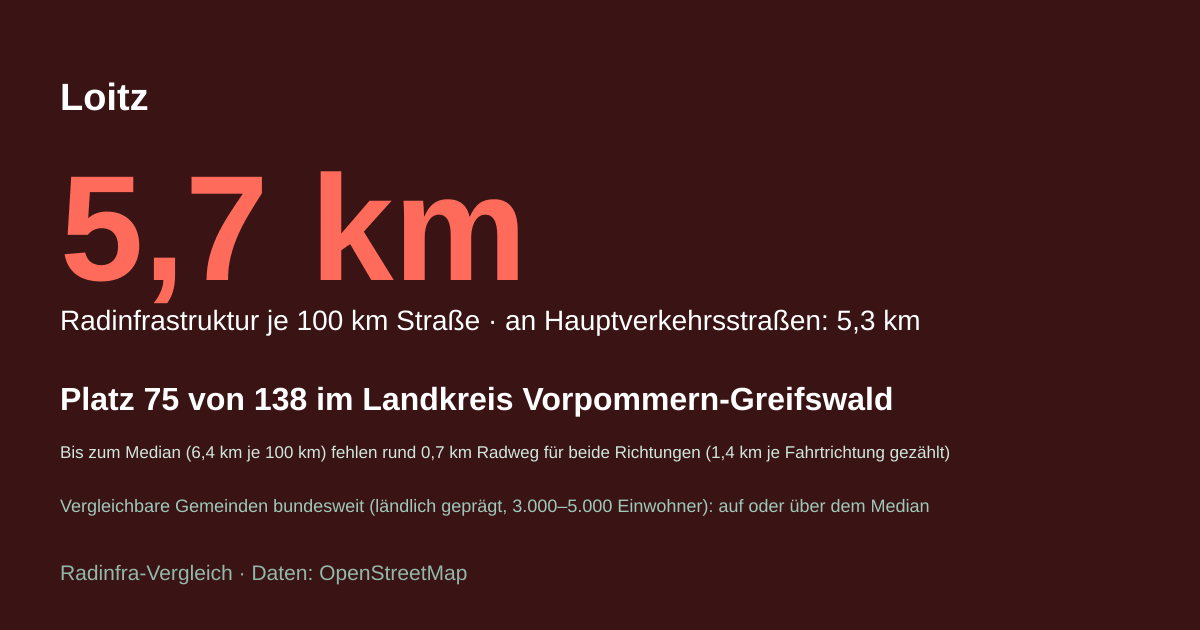 Loitz
5,7 km
Radinfrastruktur je 100 km Straße · an Hauptverkehrsstraßen: 5,3 km
Platz 75 von 138 im Landkreis Vorpommern-Greifswald
Bis zum Median (6,4 km je 100 km) fehlen rund 0,7 km Radweg für beide Richtungen (1,4 km je Fahrtrichtung gezählt)
Vergleichbare Gemeinden bundesweit (ländlich geprägt, 3.000–5.000 Einwohner): auf oder über dem Median
Radinfra-Vergleich · Daten: OpenStreetMap